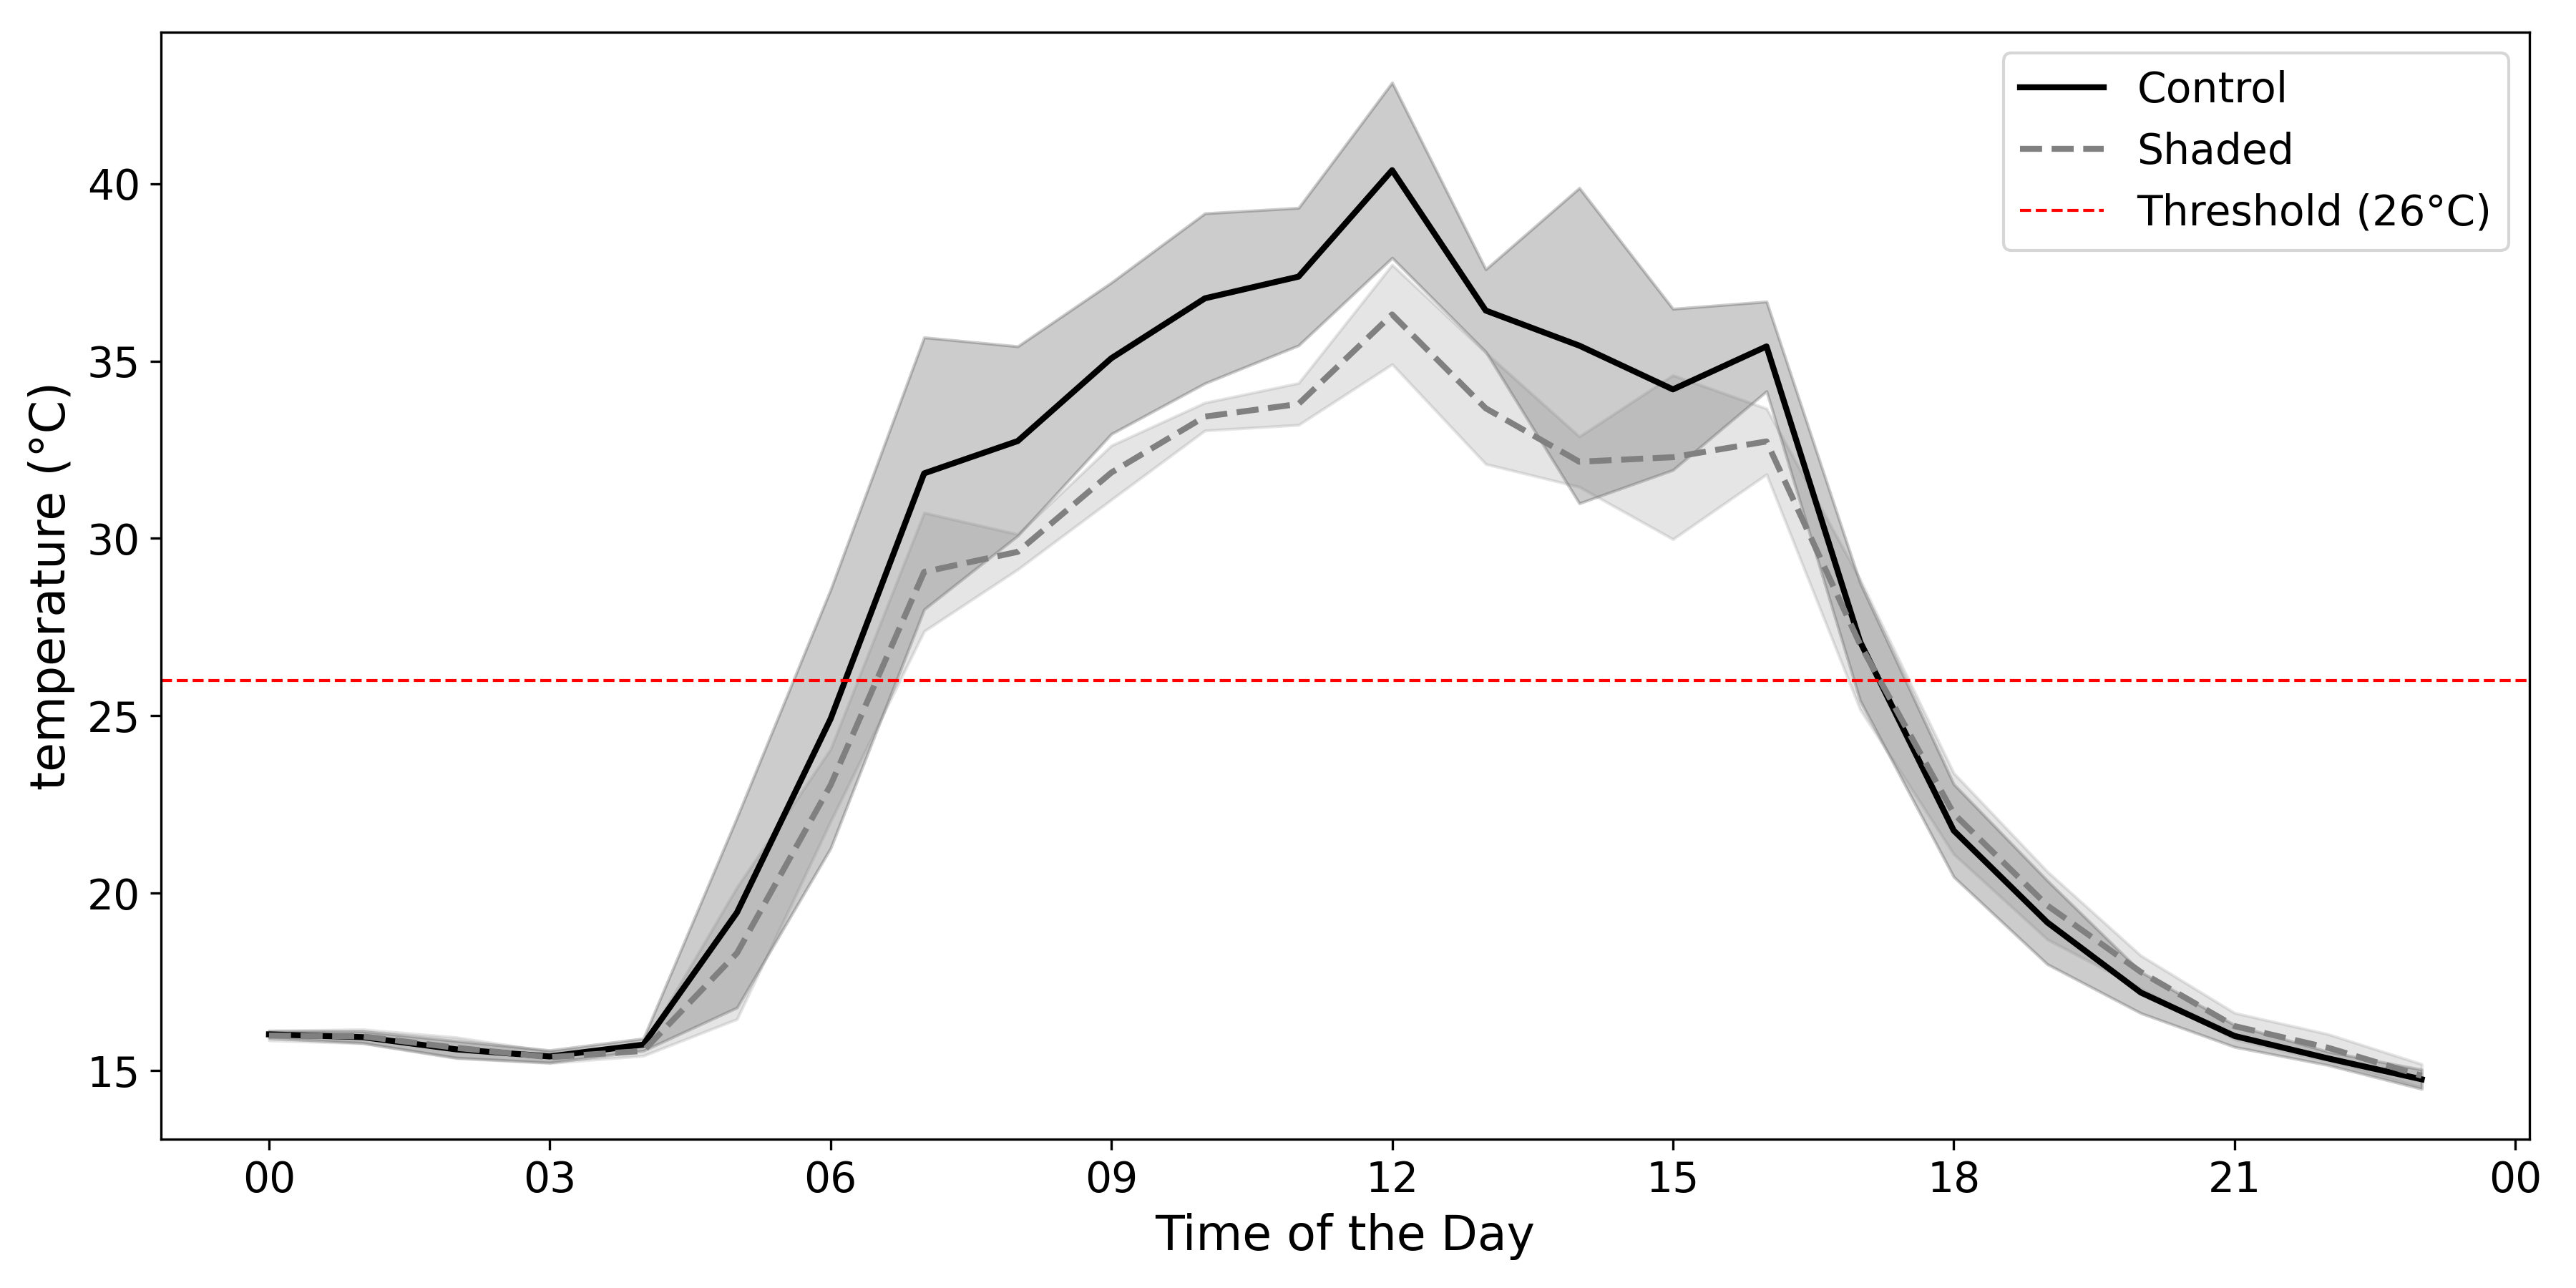 Control
Shaded
Threshold (26°C)
temperature (°C)
40
35
30
25
20
15
00 03 06 09 12 15 18 21 00
Time of the Day